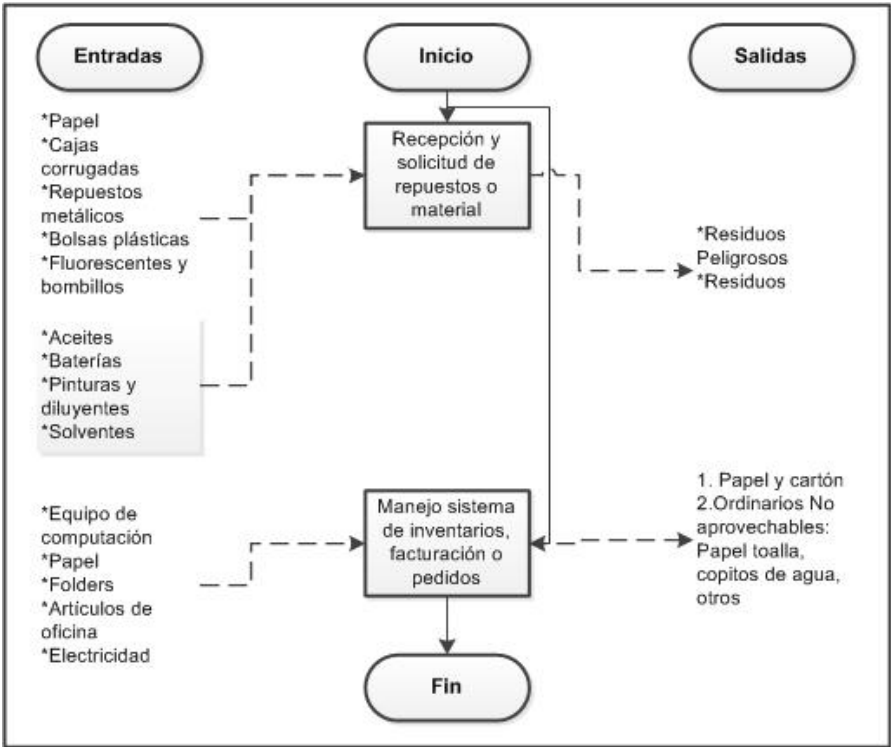 Entradas
Inicio
Salidas
*Papel
*Cajas
corrugadas
*Repuestos
metálicos
*Bolsas plásticas
*Fluorescentes y
bombillos
*Aceites
*Baterías
*Pinturas y
diluyentes
*Solventes
Recepción y
solicitud de
repuestos o
material
*Residuos
Peligrosos
*Residuos
*Equipo de
computación
*Papel
*Folders
*Artículos de
oficina
*Electricidad
Manejo sistema
de inventarios,
facturación o
pedidos
1. Papel y cartón
2.Ordinarios No
aprovechables:
Papel toalla,
copitos de agua,
otros
Fin